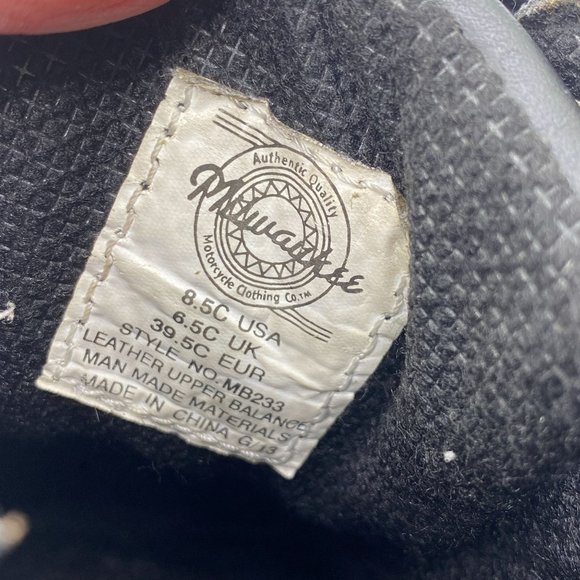 Authentic Quality
Milwaukee
Motorcycle Clothing Co.™
8.5C USA
6.5C UK
39.5C EUR
STYLE NO.MB233
LEATHER UPPER BALANCE
MAN MADE MATERIALS
MADE IN CHINA G 13